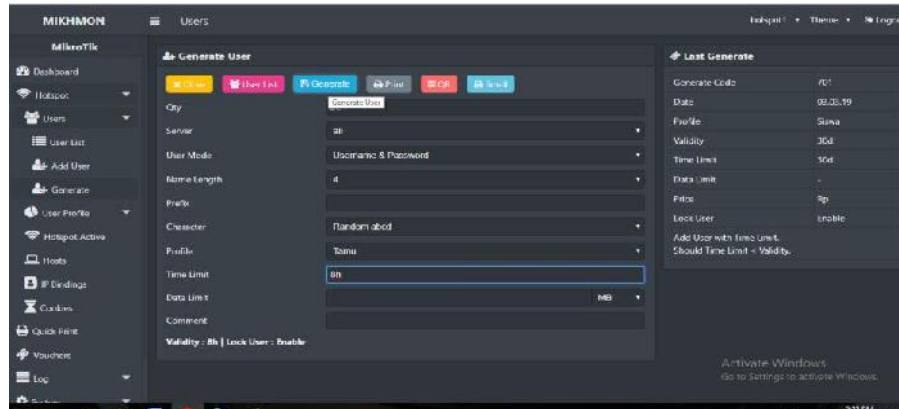 MIKHMON
Users
Theme
MikroTik
Dashboard
Hotspot
Users
User List
Add User
Generate
User Profile
Hotspot Active
Hosts
IP Bindings
Cookies
Quick Print
Vouchers
Log
Generate User
Close User List Generate Print QR Small
Generate User
Qty
Server all
User Mode Username & Password
Name Length 4
Prefix
Character Random abcd
Profile Tamu
Time Limit 8h
Data Limit MB
Comment
Validity : 8h | Lock User : Enable
Last Generate
Generate Code 701
Date 03.03.19
Profile Siswa
Validity 30d
Time Limit 30d
Data Limit -
Price Rp
Lock User Enable
Add User with Time Limit.
Should Time Limit < Validity.
Activate Windows
Go to Settings to activate Windows.